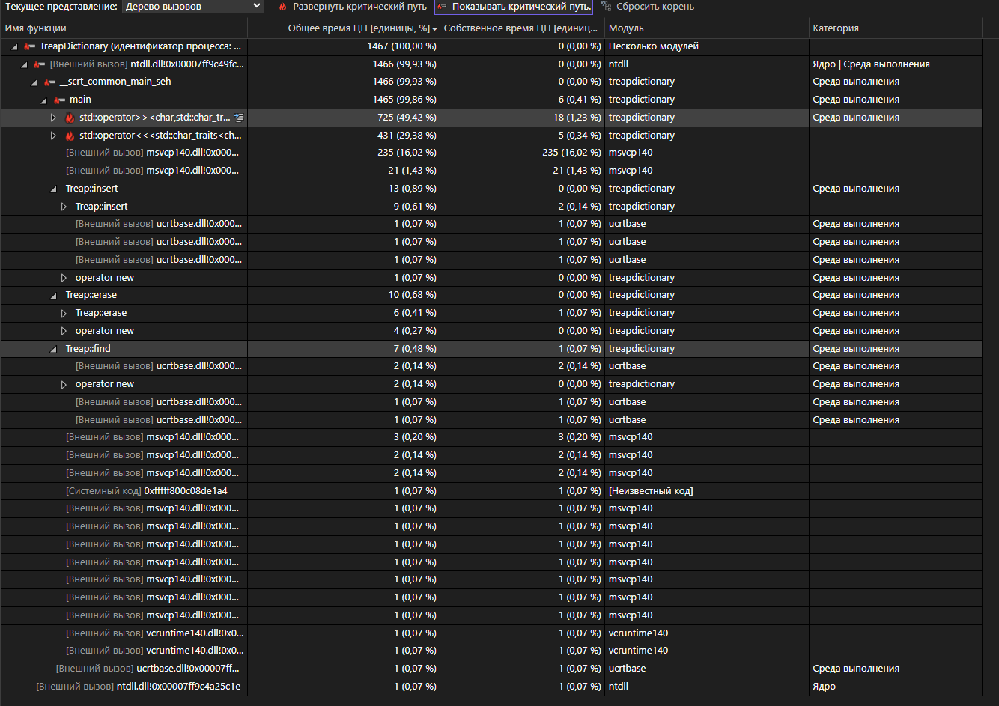 Текущее представление: Дерево вызовов Развернуть критический путь Показывать критический путь. Сбросить корень
Имя функции Общее время ЦП [единицы, %] Собственное время ЦП [единиц... Модуль Категория
TreapDictionary (идентификатор процесса: ... 1467 (100,00 %) 0 (0,00 %) Несколько модулей
[Внешний вызов] ntdll.dll!0x00007ff9c49fc... 1466 (99,93 %) 0 (0,00 %) ntdll Ядро | Среда выполнения
__scrt_common_main_seh 1466 (99,93 %) 0 (0,00 %) treapdictionary Среда выполнения
main 1465 (99,86 %) 6 (0,41 %) treapdictionary Среда выполнения
std::operator>><char,std::char_tr... 725 (49,42 %) 18 (1,23 %) treapdictionary Среда выполнения
std::operator<<<std::char_traits<ch... 431 (29,38 %) 5 (0,34 %) treapdictionary
[Внешний вызов] msvcp140.dll!0x000... 235 (16,02 %) 235 (16,02 %) msvcp140
[Внешний вызов] msvcp140.dll!0x000... 21 (1,43 %) 21 (1,43 %) msvcp140
Treap::insert 13 (0,89 %) 0 (0,00 %) treapdictionary Среда выполнения
Treap::insert 9 (0,61 %) 2 (0,14 %) treapdictionary
[Внешний вызов] ucrtbase.dll!0x000... 1 (0,07 %) 1 (0,07 %) ucrtbase Среда выполнения
[Внешний вызов] ucrtbase.dll!0x000... 1 (0,07 %) 1 (0,07 %) ucrtbase Среда выполнения
[Внешний вызов] ucrtbase.dll!0x000... 1 (0,07 %) 1 (0,07 %) ucrtbase Среда выполнения
operator new 1 (0,07 %) 0 (0,00 %) treapdictionary Среда выполнения
Treap::erase 10 (0,68 %) 0 (0,00 %) treapdictionary Среда выполнения
Treap::erase 6 (0,41 %) 1 (0,07 %) treapdictionary Среда выполнения
operator new 4 (0,27 %) 0 (0,00 %) treapdictionary Среда выполнения
Treap::find 7 (0,48 %) 1 (0,07 %) treapdictionary Среда выполнения
[Внешний вызов] ucrtbase.dll!0x000... 2 (0,14 %) 2 (0,14 %) ucrtbase Среда выполнения
operator new 2 (0,14 %) 0 (0,00 %) treapdictionary Среда выполнения
[Внешний вызов] ucrtbase.dll!0x000... 1 (0,07 %) 1 (0,07 %) ucrtbase Среда выполнения
[Внешний вызов] ucrtbase.dll!0x000... 1 (0,07 %) 1 (0,07 %) ucrtbase Среда выполнения
[Внешний вызов] msvcp140.dll!0x000... 3 (0,20 %) 3 (0,20 %) msvcp140
[Внешний вызов] msvcp140.dll!0x000... 2 (0,14 %) 2 (0,14 %) msvcp140
[Внешний вызов] msvcp140.dll!0x000... 2 (0,14 %) 2 (0,14 %) msvcp140
[Системный код] 0xfffff800c08de1a4 1 (0,07 %) 1 (0,07 %) [Неизвестный код]
[Внешний вызов] msvcp140.dll!0x000... 1 (0,07 %) 1 (0,07 %) msvcp140
[Внешний вызов] msvcp140.dll!0x000... 1 (0,07 %) 1 (0,07 %) msvcp140
[Внешний вызов] msvcp140.dll!0x000... 1 (0,07 %) 1 (0,07 %) msvcp140
[Внешний вызов] msvcp140.dll!0x000... 1 (0,07 %) 1 (0,07 %) msvcp140
[Внешний вызов] msvcp140.dll!0x000... 1 (0,07 %) 1 (0,07 %) msvcp140
[Внешний вызов] msvcp140.dll!0x000... 1 (0,07 %) 1 (0,07 %) msvcp140
[Внешний вызов] msvcp140.dll!0x000... 1 (0,07 %) 1 (0,07 %) msvcp140
[Внешний вызов] vcruntime140.dll!0x0... 1 (0,07 %) 1 (0,07 %) vcruntime140
[Внешний вызов] vcruntime140.dll!0x0... 1 (0,07 %) 1 (0,07 %) vcruntime140
[Внешний вызов] ucrtbase.dll!0x00007ff... 1 (0,07 %) 1 (0,07 %) ucrtbase Среда выполнения
[Внешний вызов] ntdll.dll!0x00007ff9c4a25c1e 1 (0,07 %) 1 (0,07 %) ntdll Ядро